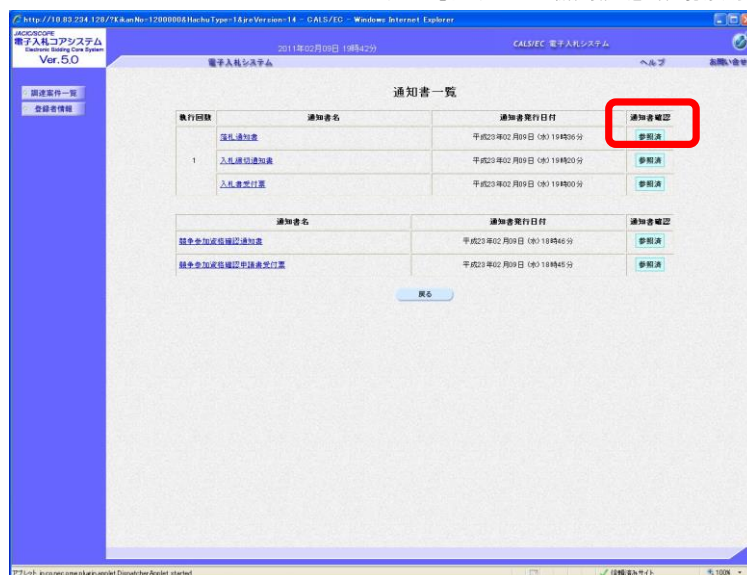 http://10.83.234.120/?KikanNo=1200000&HachuType=1&jreVersion=14 - CALS/EC - Windows Internet Explorer
JACIC/SCOPE
電子入札コアシステム
Electronic Bidding Core System
Ver.5.0
2011年02月09日 19時42分
CALS/EC 電子入札システム
電子入札システム
ヘルプ
お問い合せ
調達案件一覧
登録者情報
通知書一覧
執行回数 通知書名 通知書発行日付 通知書確認
落札通知書 平成23年02月09日 (水) 19時36分 参照済
1 入札締切通知書 平成23年02月09日 (水) 19時20分 参照済
入札書受付票 平成23年02月09日 (水) 19時00分 参照済
通知書名 通知書発行日付 通知書確認
競争参加資格確認通知書 平成23年02月09日 (水) 18時46分 参照済
競争参加資格確認申請書受付票 平成23年02月09日 (水) 18時45分 参照済
戻る
信頼済みサイト
100%